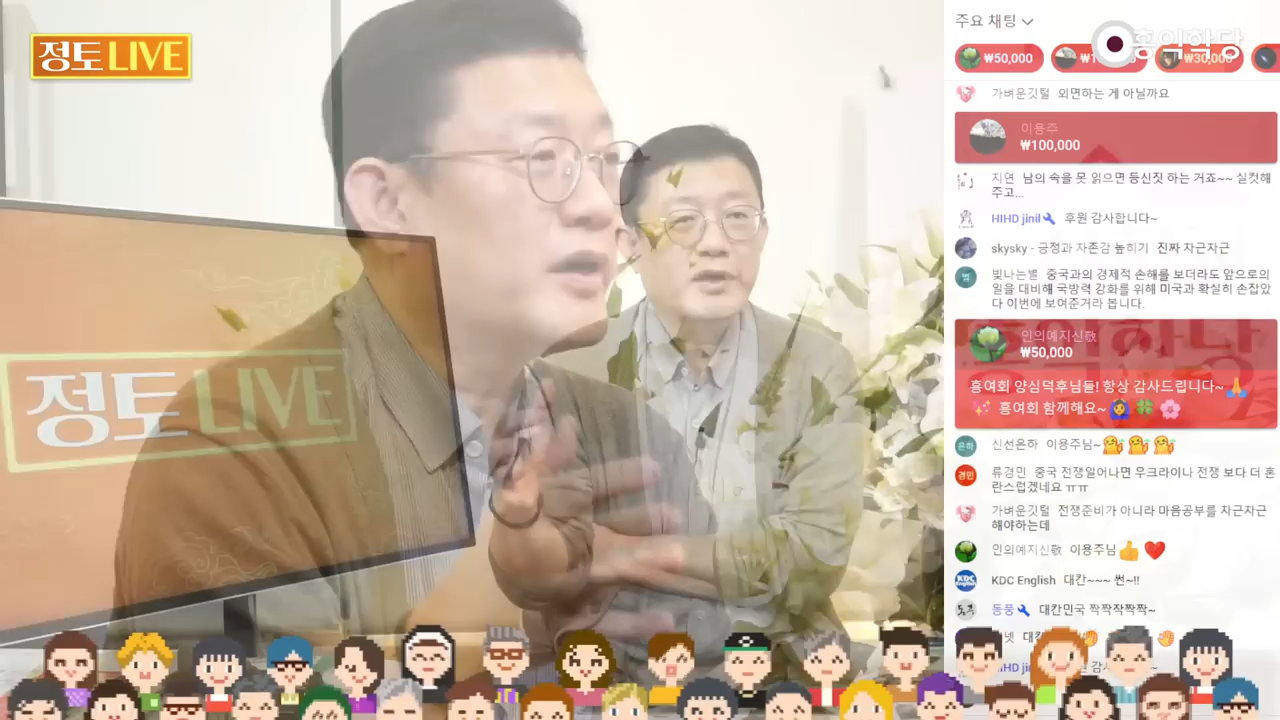 정토 LIVE
정토 LIVE
주요 채팅
홍익학당
₩50,000
₩30,000
가벼운깃털 외면하는 게 아닐까요
이용주
₩100,000
지연 남의 속을 못 읽으면 등신짓 하는 거죠~~ 실컷해
주고...
HIHD jinil 후원 감사합니다~
skysky - 긍정과 자존감 높히기 진짜 자근자근
빛나는별 중국과의 경제적 손해를 보더라도 앞으로의
일을 대비해 국방력 강화를 위해 미국과 확실히 손잡았
다 이번에 보여준거라 봅니다.
인의예지신敬
₩50,000
흥여회 양심덕후님들! 항상 감사드립니다~🙏
💖 흥여회 함께해요~🙆‍♀️🍀🌸
은하 신선은하 이용주님~🤗🤗🤗
경민 류경민 중국 전쟁일어나면 우크라이나 전쟁 보다 더 혼
란스럽겠네요 ㅠㅠ
가벼운깃털 전쟁준비가 아니라 마음공부를 자근자근
해야하는데
인의예지신敬 이용주님👍❤️
KDC English 대칸~~~ 썬~!!
동풍 대칸민국 짝짝작짝짝~